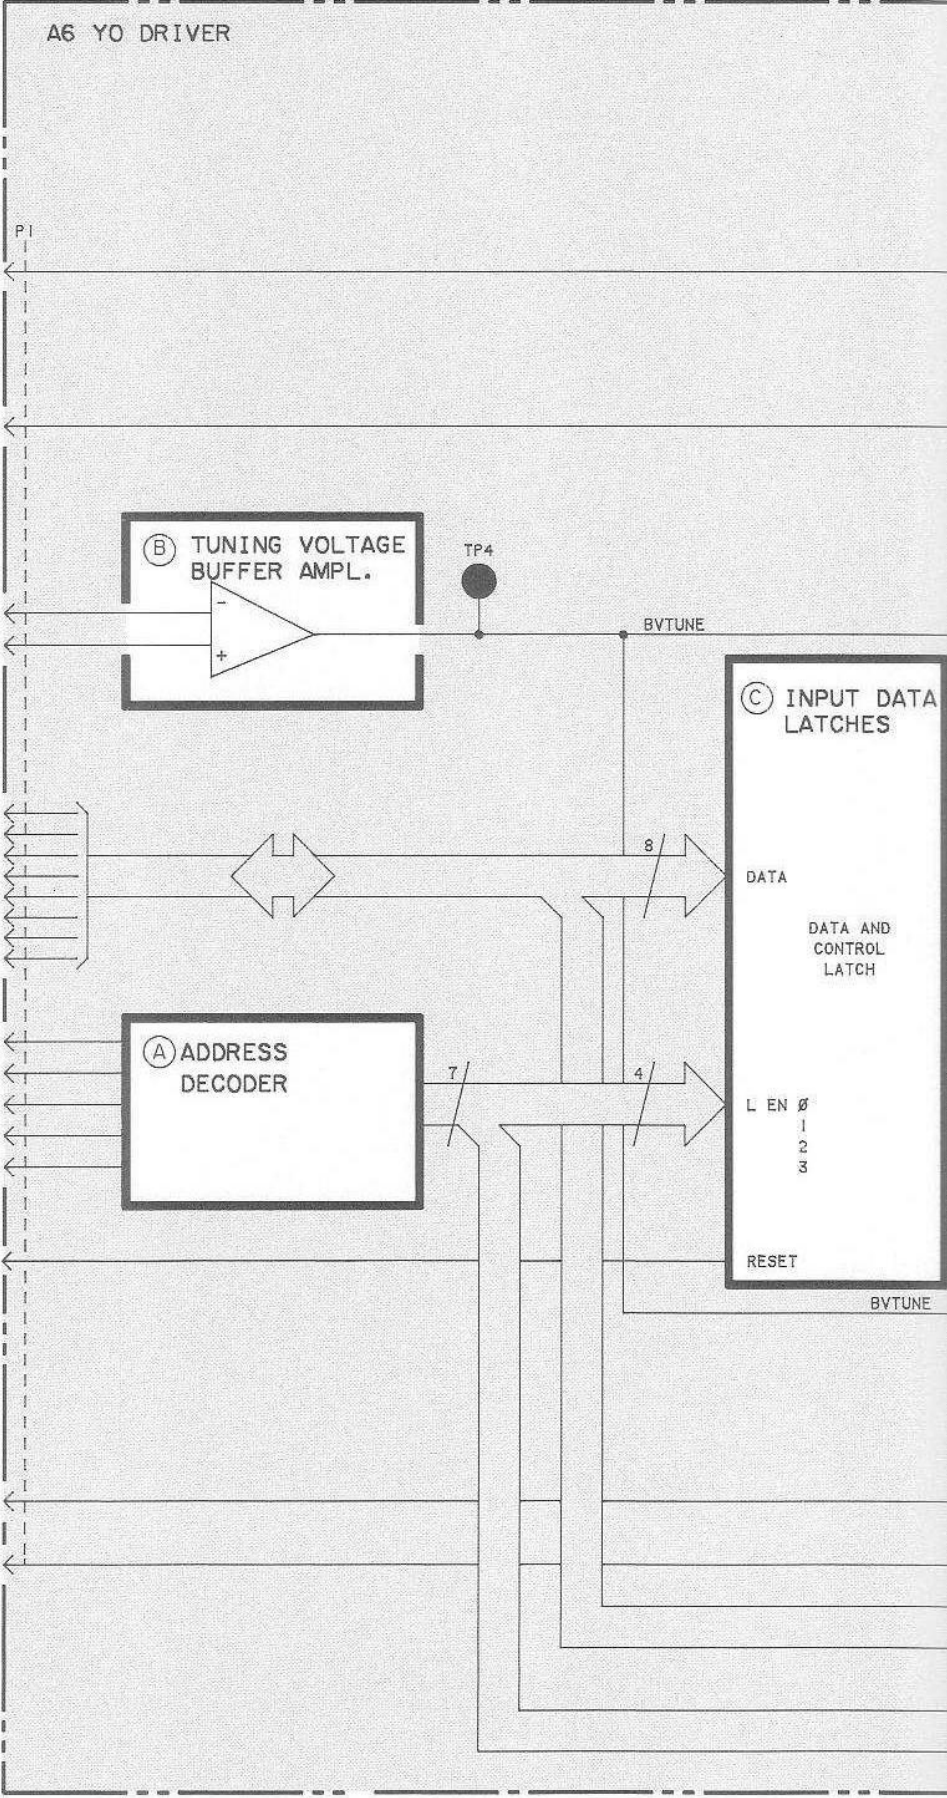 A6 YO DRIVER
P1
B TUNING VOLTAGE
BUFFER AMPL.
-
+
TP4
BVTUNE
C INPUT DATA
LATCHES
8
DATA
DATA AND
CONTROL
LATCH
A ADDRESS
DECODER
7
4
L EN Ø
1
2
3
RESET
BVTUNE